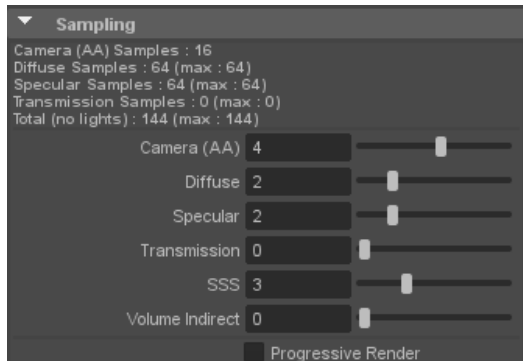 Sampling
Camera (AA) Samples : 16
Diffuse Samples : 64 (max : 64)
Specular Samples : 64 (max : 64)
Transmission Samples : 0 (max : 0)
Total (no lights) : 144 (max : 144)
Camera (AA) 4
Diffuse 2
Specular 2
Transmission 0
SSS 3
Volume Indirect 0
Progressive Render